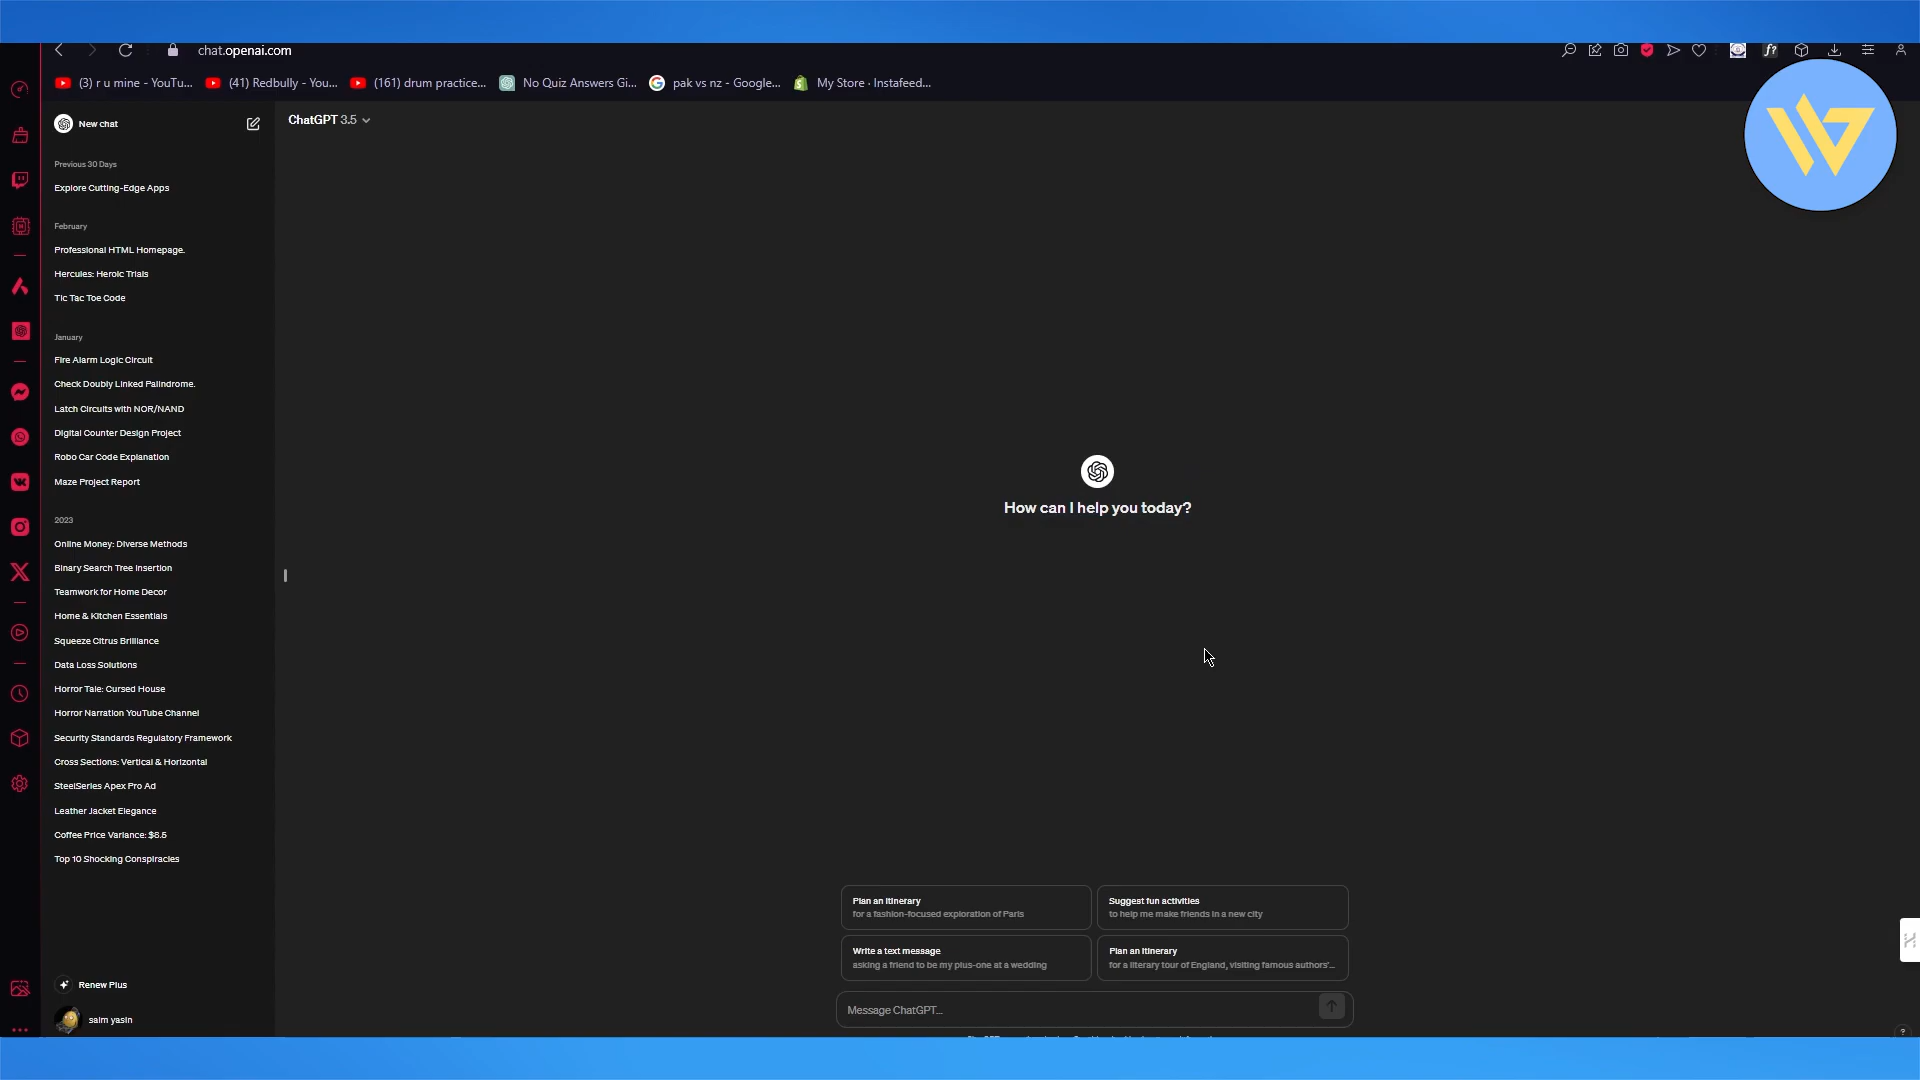 chat.openai.com
(3) r u mine - YouTu...
(41) Redbully - You...
(161) drum practice...
No Quiz Answers Gi...
pak vs nz - Google...
My Store · Instafeed...
New chat
ChatGPT 3.5
Previous 30 Days
Explore Cutting-Edge Apps
February
Professional HTML Homepage.
Hercules: Heroic Trials
Tic Tac Toe Code
January
Fire Alarm Logic Circuit
Check Doubly Linked Palindrome.
Latch Circuits with NOR/NAND
Digital Counter Design Project
Robo Car Code Explanation
Maze Project Report
2023
Online Money: Diverse Methods
Binary Search Tree Insertion
Teamwork for Home Decor
Home & Kitchen Essentials
Squeeze Citrus Brilliance
Data Loss Solutions
Horror Tale: Cursed House
Horror Narration YouTube Channel
Security Standards Regulatory Framework
Cross Sections: Vertical & Horizontal
SteelSeries Apex Pro Ad
Leather Jacket Elegance
Coffee Price Variance: $8.5
Top 10 Shocking Conspiracies
Renew Plus
saim yasin
How can I help you today?
Plan an itinerary
for a fashion-focused exploration of Paris
Suggest fun activities
to help me make friends in a new city
Write a text message
asking a friend to be my plus-one at a wedding
Plan an itinerary
for a literary tour of England, visiting famous authors'...
Message ChatGPT...
?